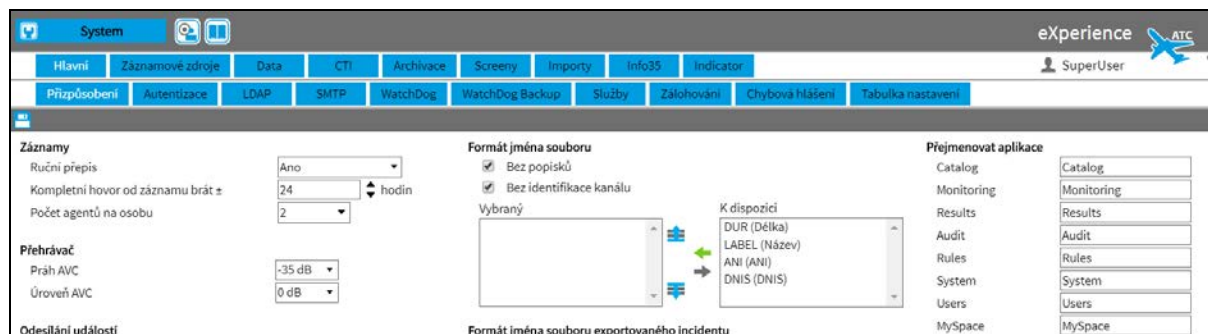 System
eXperience
ATC
Hlavní Záznamové zdroje Data CTI Archivace Screeny Importy Info35 Indicator
SuperUser
Přizpůsobení Autentizace LDAP SMTP WatchDog WatchDog Backup Služby Zálohování Chybová hlášení Tabulka nastavení
Záznamy
Ruční přepis Ano
Kompletní hovor od záznamu brát ± 24 hodin
Počet agentů na osobu 2
Přehrávač
Práh AVC -35 dB
Úroveň AVC 0 dB
Odesílání událostí
Formát jména souboru
Bez popisků
Bez identifikace kanálu
Vybraný
K dispozici
DUR (Délka)
LABEL (Název)
ANI (ANI)
DNIS (DNIS)
Formát jména souboru exportovaného incidentu
Přejmenovat aplikace
Catalog Catalog
Monitoring Monitoring
Results Results
Audit Audit
Rules Rules
System System
Users Users
MySpace MySpace